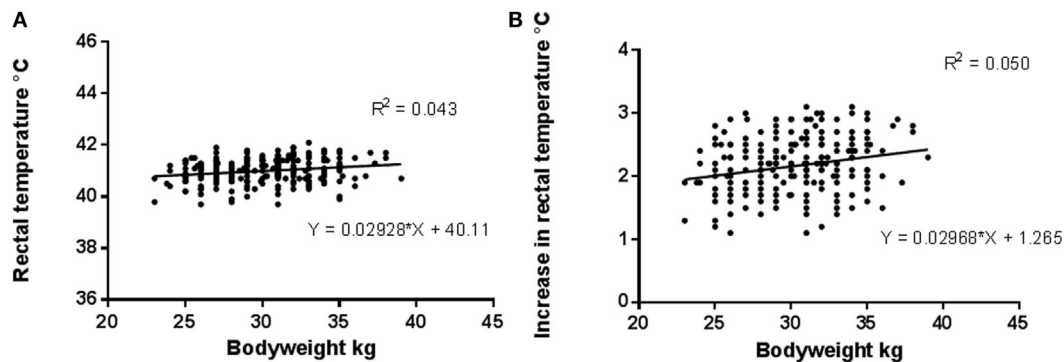 A
Rectal temperature °C
46
44
42
40
38
36
R² = 0.043
Y = 0.02928*X + 40.11
20 25 30 35 40 45
Bodyweight kg
B
Increase in rectal temperature °C
4
3
2
1
0
R² = 0.050
Y = 0.02968*X + 1.265
20 25 30 35 40 45
Bodyweight kg